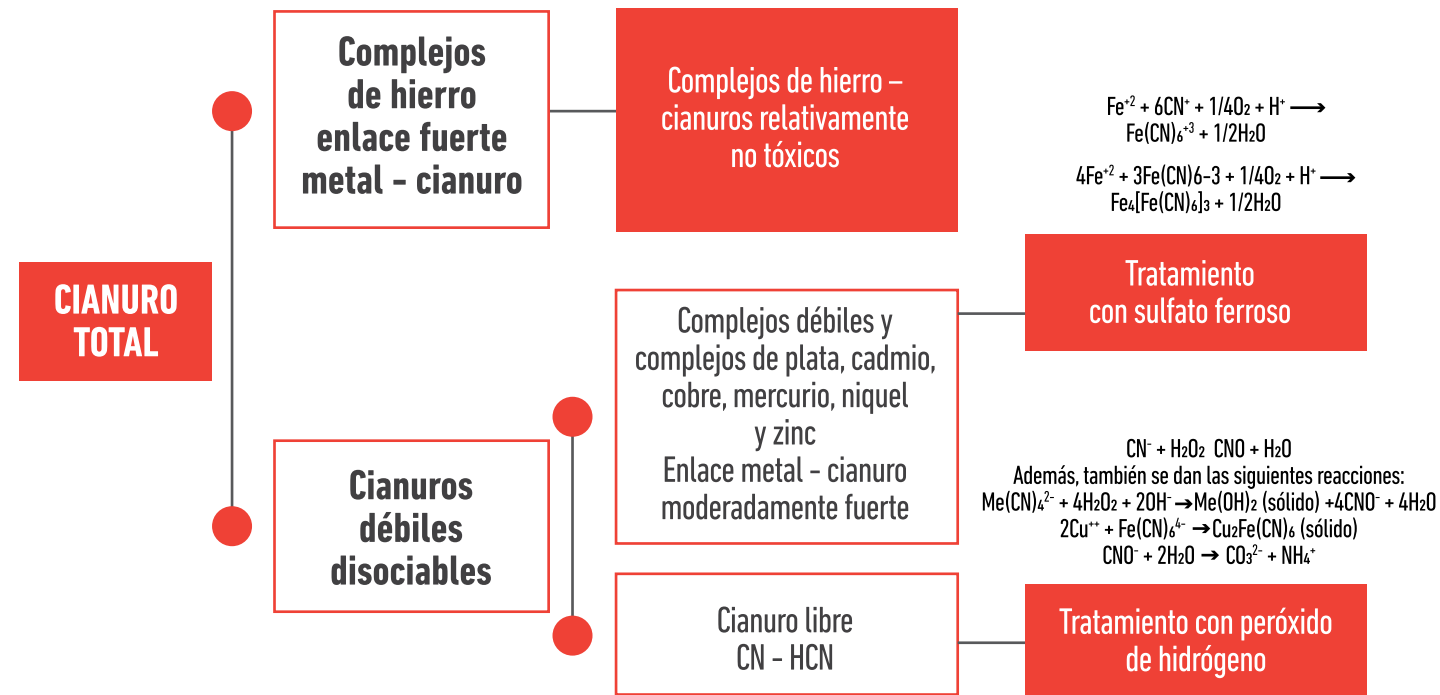 CIANURO
TOTAL
Complejos
de hierro
enlace fuerte
metal - cianuro
Complejos de hierro –
cianuros relativamente
no tóxicos
Fe⁺² + 6CN⁺ + 1/4O₂ + H⁺ ⟶
Fe(CN)₆⁺³ + 1/2H₂O
4Fe⁺² + 3Fe(CN)6-3 + 1/4O₂ + H⁺ ⟶
Fe₄[Fe(CN)₆]₃ + 1/2H₂O
Tratamiento
con sulfato ferroso
Cianuros
débiles
disociables
Complejos débiles y
complejos de plata, cadmio,
cobre, mercurio, niquel
y zinc
Enlace metal - cianuro
moderadamente fuerte
CN⁻ + H₂O₂ CNO + H₂O
Además, también se dan las siguientes reacciones:
Me(CN)₄²⁻ + 4H₂O₂ + 2OH⁻ ➔ Me(OH)₂ (sólido) +4CNO⁻ + 4H₂O
2Cu⁺⁺ + Fe(CN)₆⁴⁻ ➔ Cu₂Fe(CN)₆ (sólido)
CNO⁻ + 2H₂O ➔ CO₃²⁻ + NH₄⁺
Cianuro libre
CN - HCN
Tratamiento con peróxido
de hidrógeno